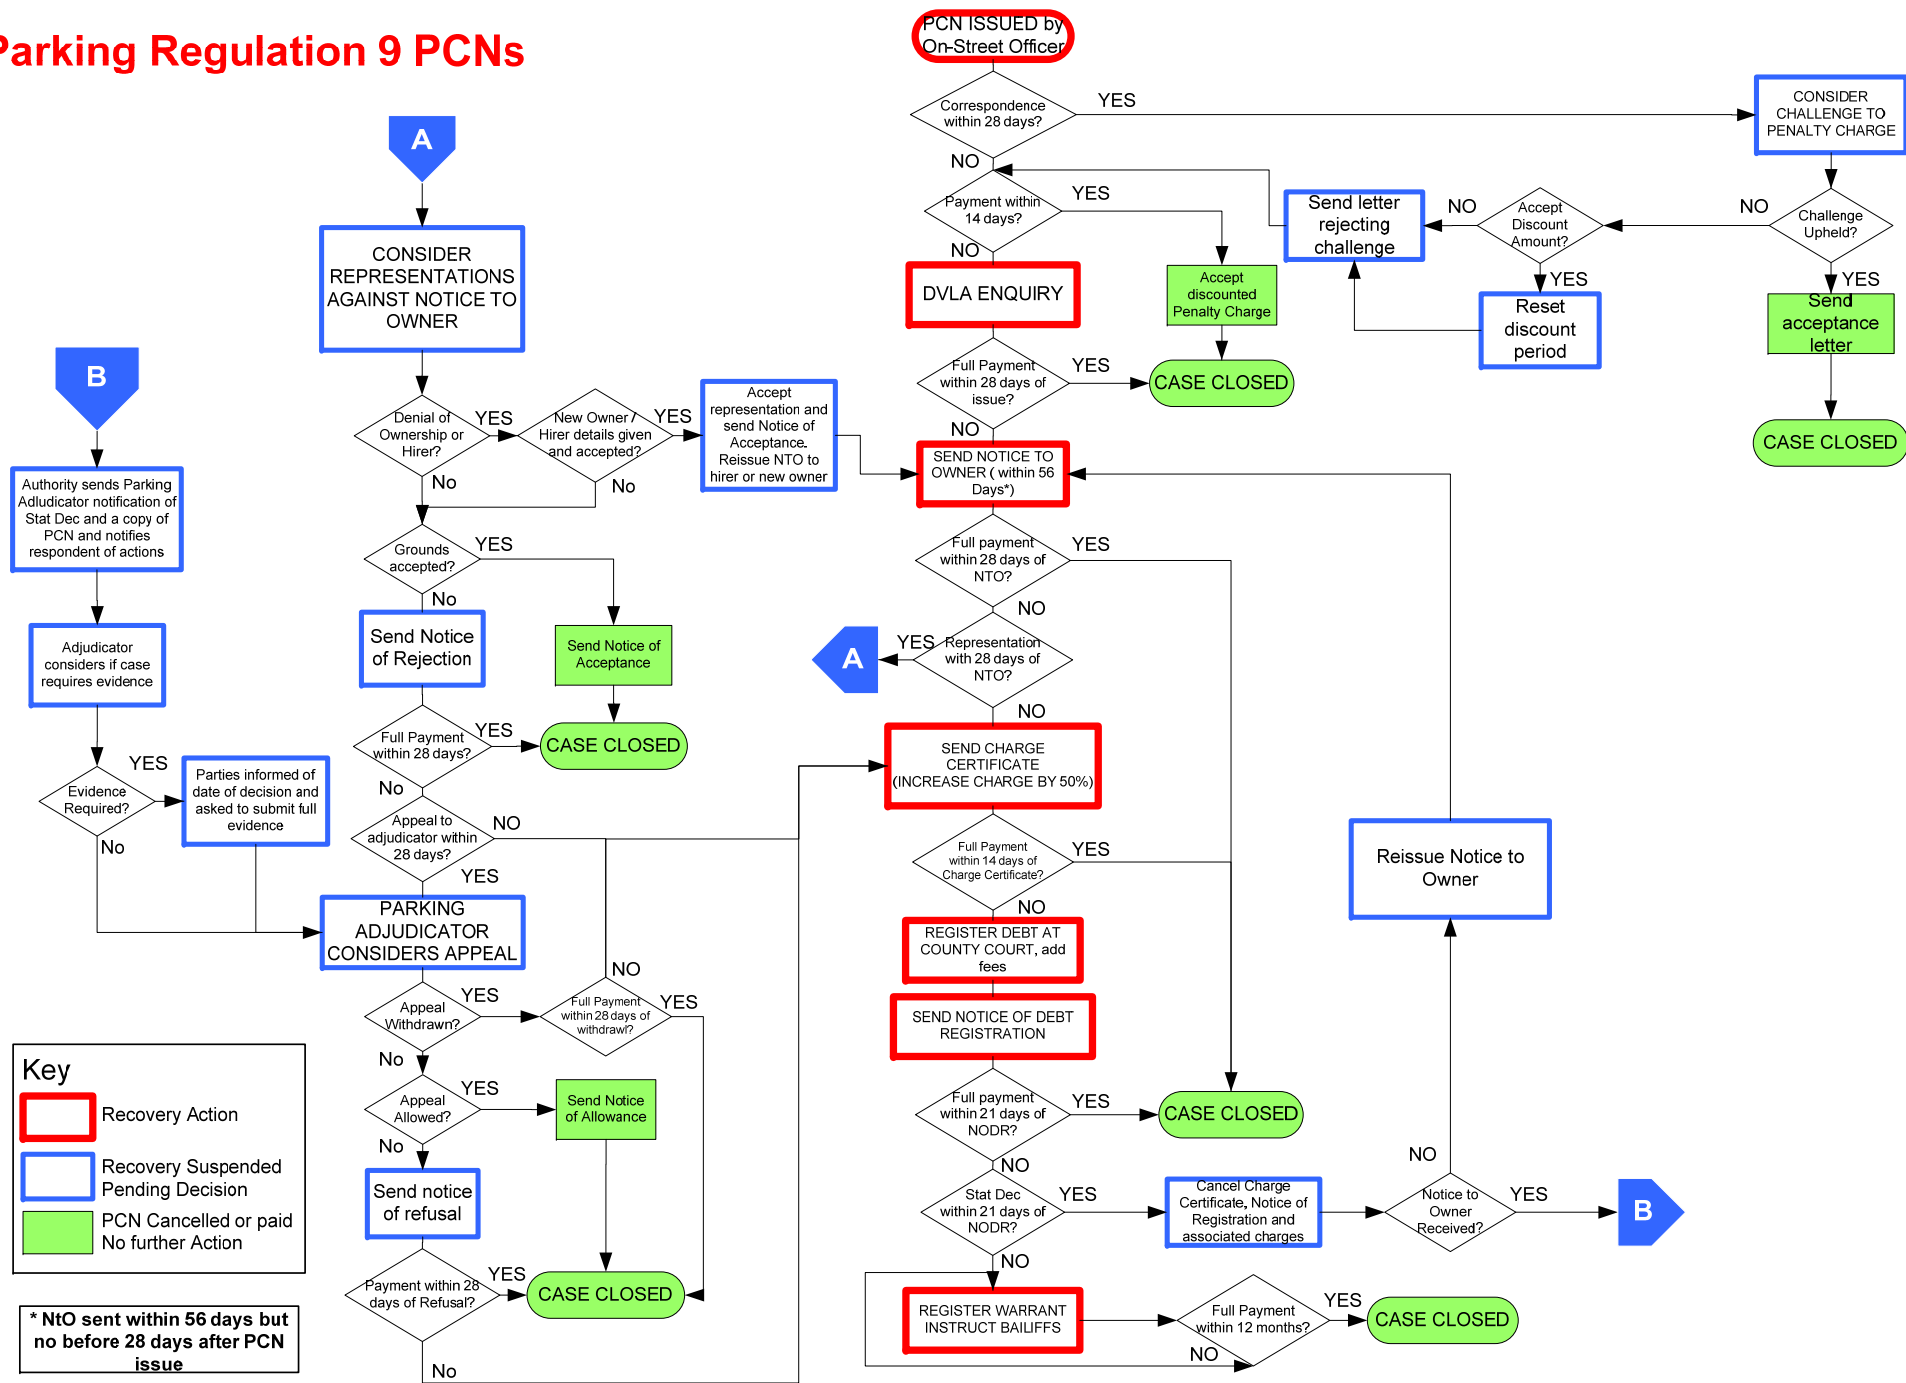 Parking Regulation 9 PCNs
PCN ISSUED by
On-Street Officer
Correspondence
within 28 days?
YES
CONSIDER
CHALLENGE TO
PENALTY CHARGE
NO
Payment within
14 days?
YES
Send letter
rejecting
challenge
NO
Accept
Discount
Amount?
NO
Challenge
Upheld?
YES
Reset
discount
period
YES
Send
acceptance
letter
CASE CLOSED
NO
DVLA ENQUIRY
Accept
discounted
Penalty Charge
Full Payment
within 28 days of
issue?
YES
CASE CLOSED
NO
SEND NOTICE TO
OWNER ( within 56
Days*)
Full payment
within 28 days of
NTO?
YES
NO
Representation
with 28 days of
NTO?
YES
A
NO
SEND CHARGE
CERTIFICATE
(INCREASE CHARGE BY 50%)
Full Payment
within 14 days of
Charge Certificate?
YES
NO
REGISTER DEBT AT
COUNTY COURT, add
fees
SEND NOTICE OF DEBT
REGISTRATION
Full payment
within 21 days of
NODR?
YES
CASE CLOSED
NO
Stat Dec
within 21 days of
NODR?
YES
Cancel Charge
Certificate, Notice of
Registration and
associated charges
Notice to
Owner
Received?
YES
B
NO
Reissue Notice to
Owner
NO
REGISTER WARRANT
INSTRUCT BAILIFFS
Full Payment
within 12 months?
YES
CASE CLOSED
NO
A
CONSIDER
REPRESENTATIONS
AGAINST NOTICE TO
OWNER
Denial of
Ownership or
Hirer?
YES
New Owner /
Hirer details given
and accepted?
YES
Accept
representation and
send Notice of
Acceptance.
Reissue NTO to
hirer or new owner
No
No
Grounds
accepted?
YES
No
Send Notice
of Rejection
Send Notice of
Acceptance
Full Payment
within 28 days?
YES
CASE CLOSED
No
Appeal to
adjudicator within
28 days?
NO
YES
PARKING
ADJUDICATOR
CONSIDERS APPEAL
Appeal
Withdrawn?
YES
Full Payment
within 28 days of
withdrawl?
NO
YES
No
Appeal
Allowed?
YES
Send Notice
of Allowance
No
Send notice
of refusal
Payment within 28
days of Refusal?
YES
CASE CLOSED
No
B
Authority sends Parking
Adludicator notification of
Stat Dec and a copy of
PCN and notifies
respondent of actions
Adjudicator
considers if case
requires evidence
Evidence
Required?
YES
Parties informed of
date of decision and
asked to submit full
evidence
No
Key
Recovery Action
Recovery Suspended
Pending Decision
PCN Cancelled or paid
No further Action
* NtO sent within 56 days but
no before 28 days after PCN
issue